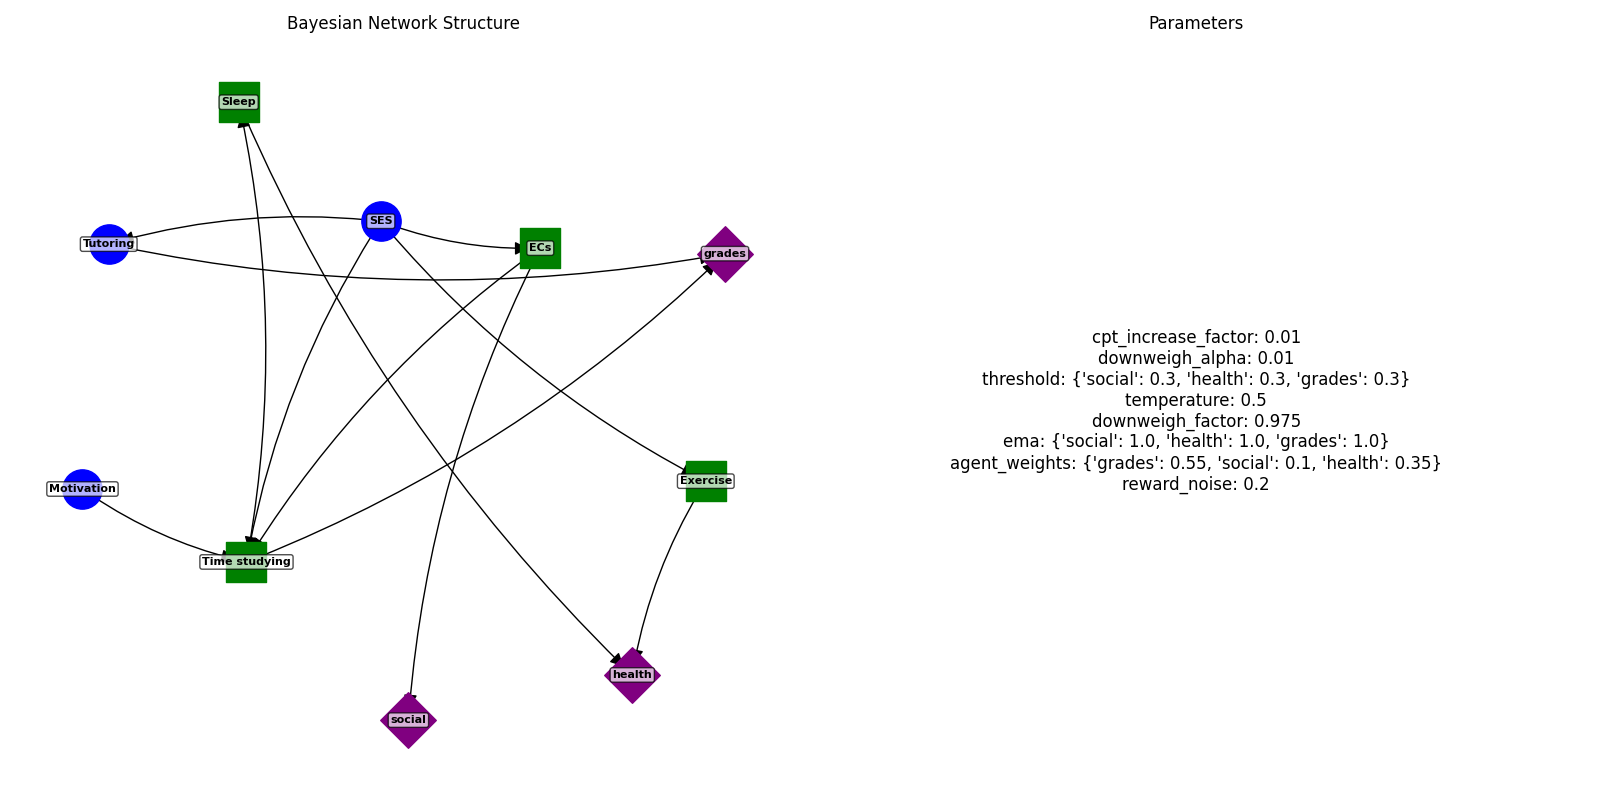 Bayesian Network Structure
Parameters
Sleep
SES
Tutoring
ECs
grades
Motivation
Exercise
Time studying
health
social
cpt_increase_factor: 0.01
downweigh_alpha: 0.01
threshold: {'social': 0.3, 'health': 0.3, 'grades': 0.3}
temperature: 0.5
downweigh_factor: 0.975
ema: {'social': 1.0, 'health': 1.0, 'grades': 1.0}
agent_weights: {'grades': 0.55, 'social': 0.1, 'health': 0.35}
reward_noise: 0.2